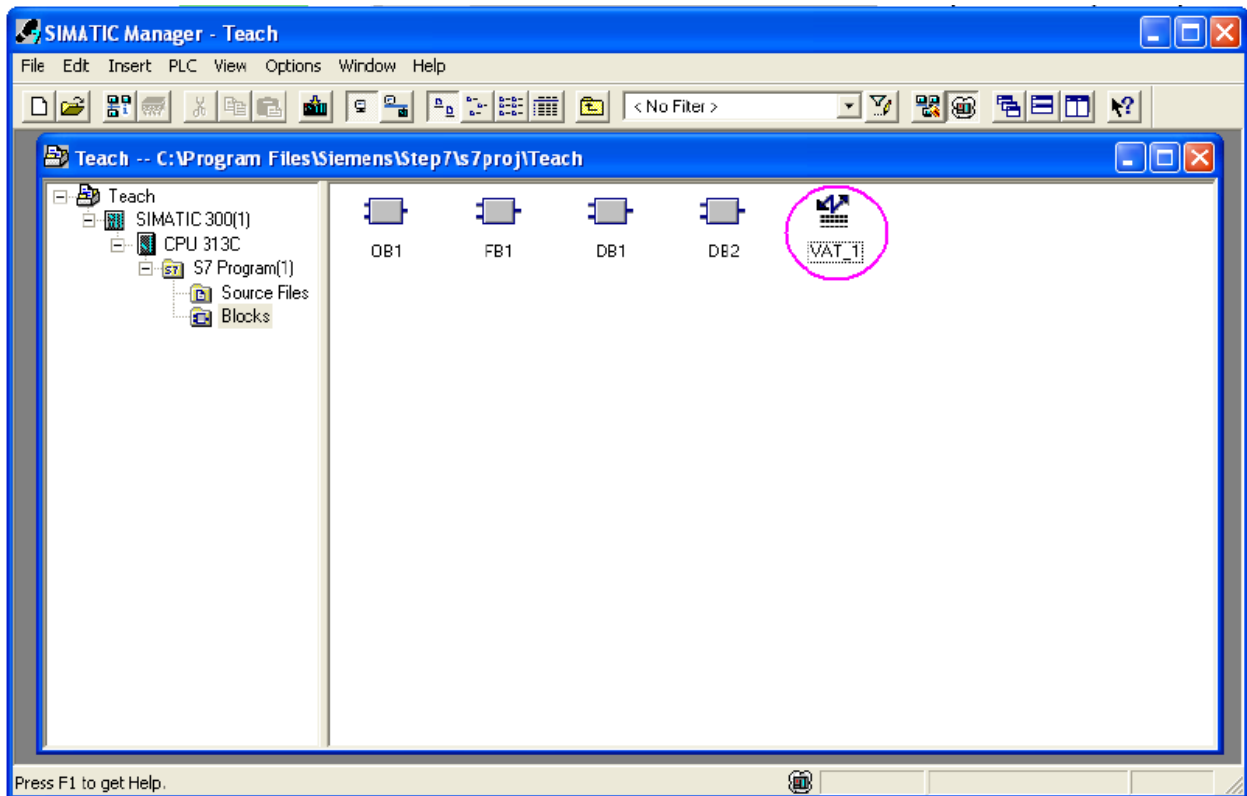 SIMATIC Manager - Teach
File Edit Insert PLC View Options Window Help
< No Filter >
Teach -- C:\Program Files\Siemens\Step7\s7proj\Teach
Teach
SIMATIC 300(1)
CPU 313C
S7 Program(1)
Source Files
Blocks
OB1 FB1 DB1 DB2 VAT_1
Press F1 to get Help.